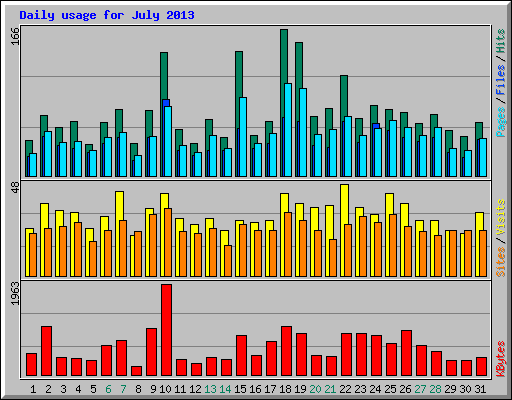 Daily usage for July 2013
166
Pages / Files / Hits
48
Sites / Visits
1963
KBytes
1 2 3 4 5 6 7 8 9 10 11 12 13 14 15 16 17 18 19 20 21 22 23 24 25 26 27 28 29 30 31